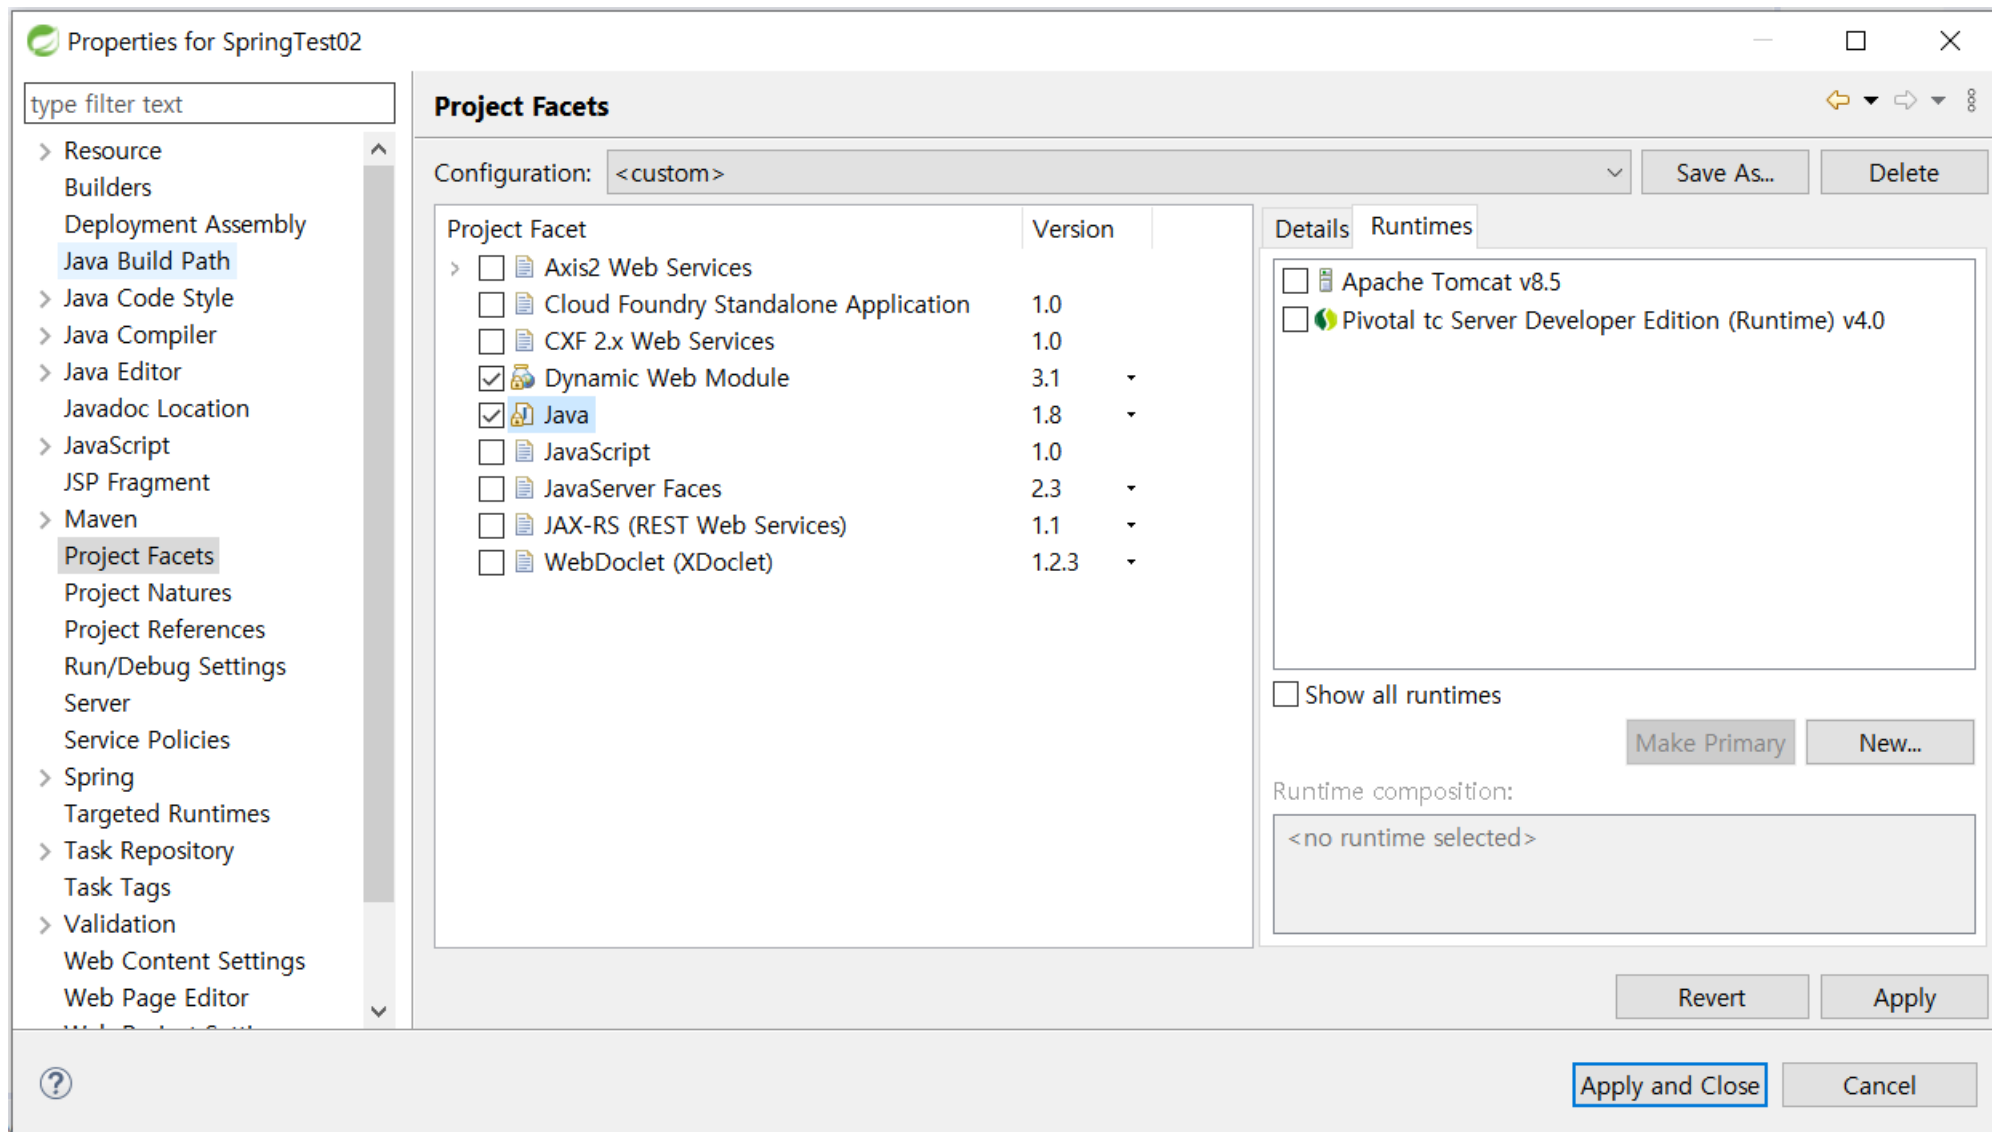 Properties for SpringTest02
type filter text
Resource
Builders
Deployment Assembly
Java Build Path
Java Code Style
Java Compiler
Java Editor
Javadoc Location
JavaScript
JSP Fragment
Maven
Project Facets
Project Natures
Project References
Run/Debug Settings
Server
Service Policies
Spring
Targeted Runtimes
Task Repository
Task Tags
Validation
Web Content Settings
Web Page Editor
Project Facets
Configuration: <custom> Save As... Delete
Project Facet Version
Axis2 Web Services
Cloud Foundry Standalone Application 1.0
CXF 2.x Web Services 1.0
Dynamic Web Module 3.1
Java 1.8
JavaScript 1.0
JavaServer Faces 2.3
JAX-RS (REST Web Services) 1.1
WebDoclet (XDoclet) 1.2.3
Details Runtimes
Apache Tomcat v8.5
Pivotal tc Server Developer Edition (Runtime) v4.0
Show all runtimes
Make Primary New...
Runtime composition:
<no runtime selected>
Revert Apply
Apply and Close Cancel